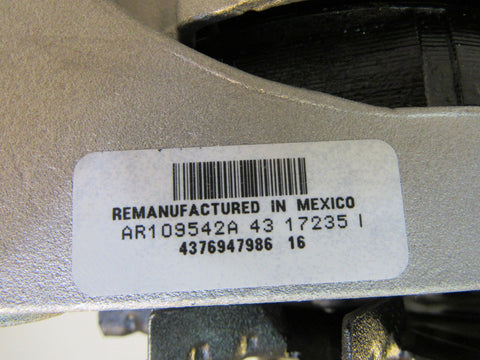 REMANUFACTURED IN MEXICO
AR109542A 43 17235 I
4376947986 16